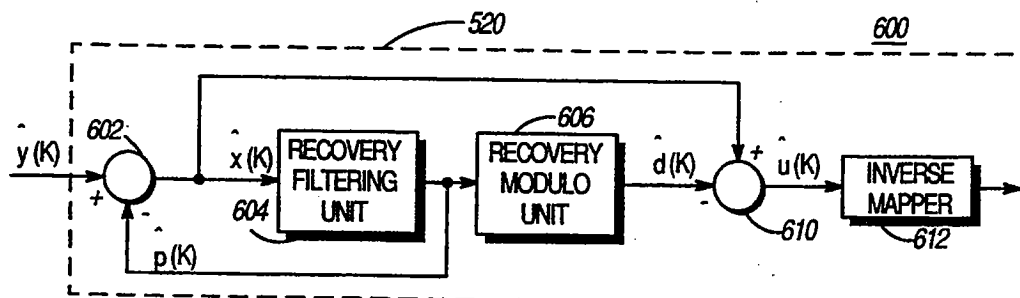 520
600
602
606
ŷ(K)
x̂(K)
RECOVERY
FILTERING
UNIT
604
RECOVERY
MODULO
UNIT
d̂(K)
û(K)
INVERSE
MAPPER
612
610
p̂(K)
+
-
+
-